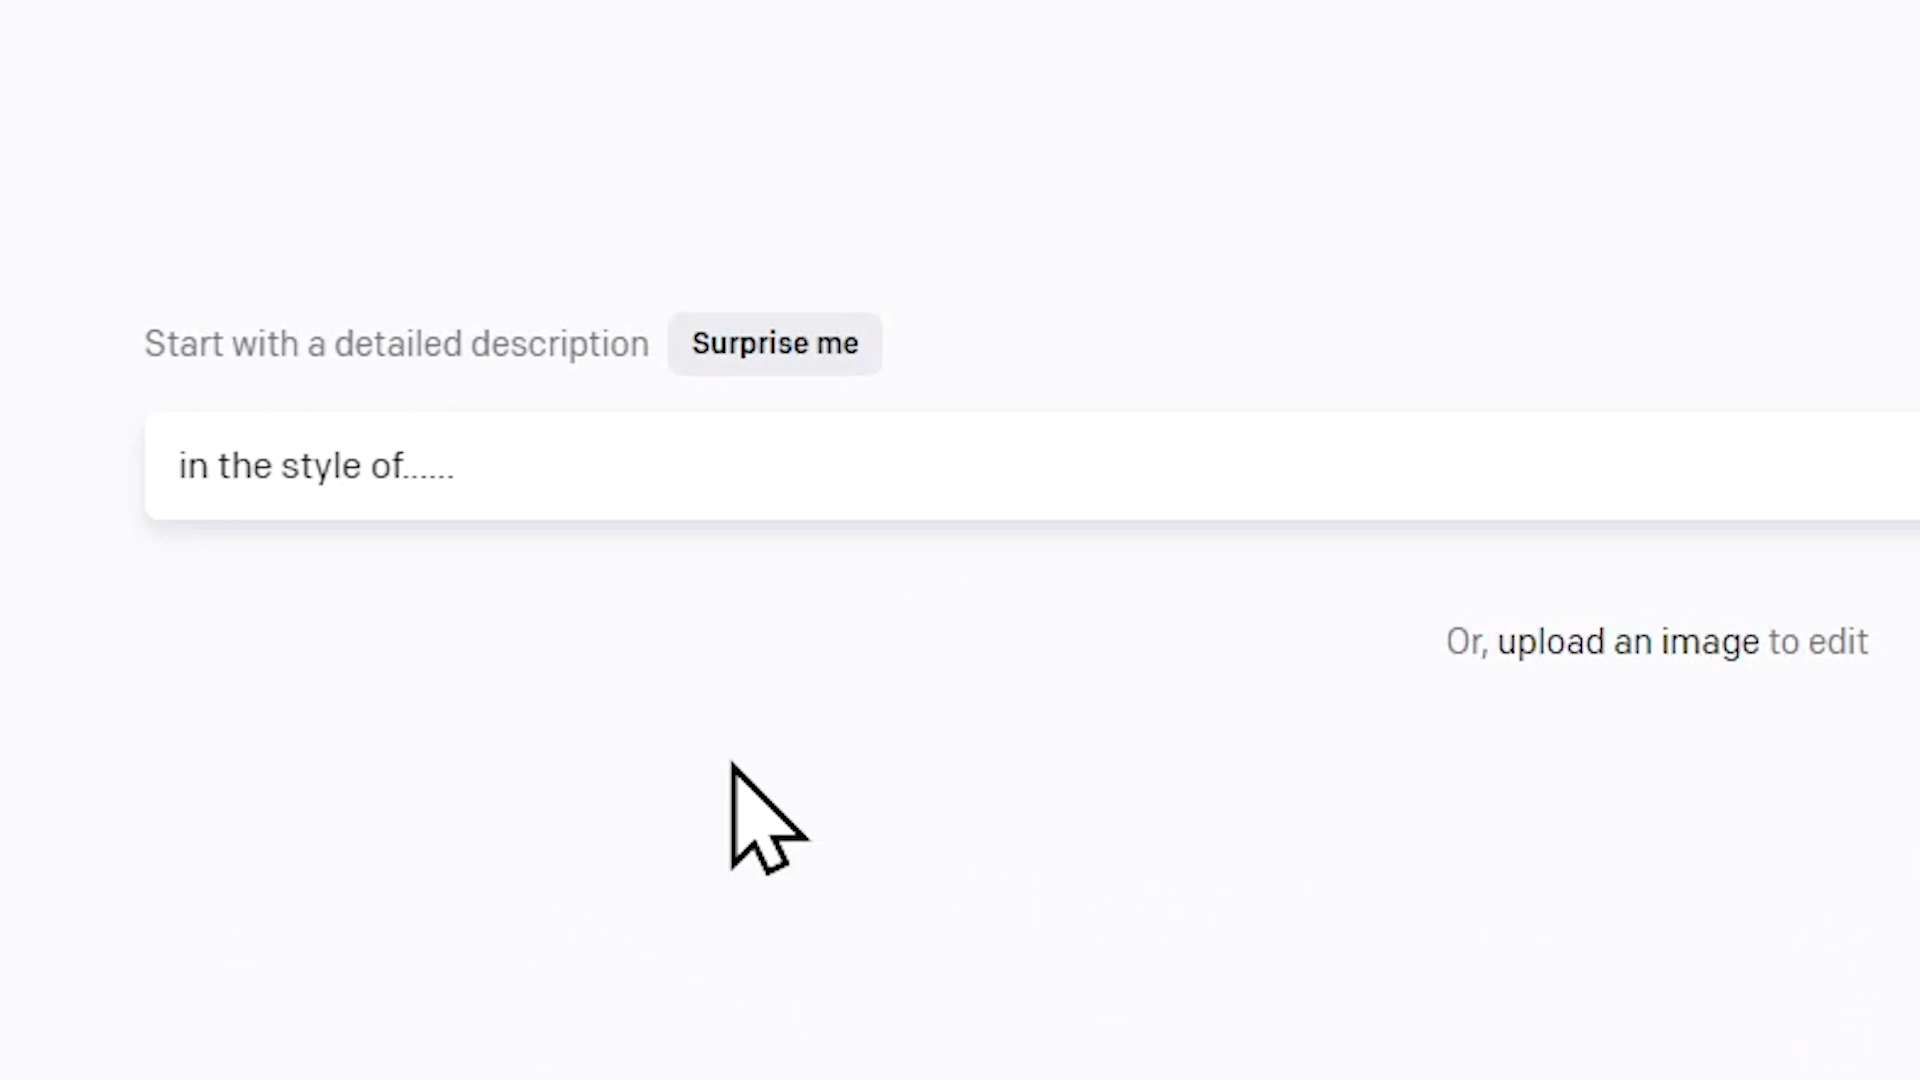 Start with a detailed description Surprise me
in the style of......
Or, upload an image to edit